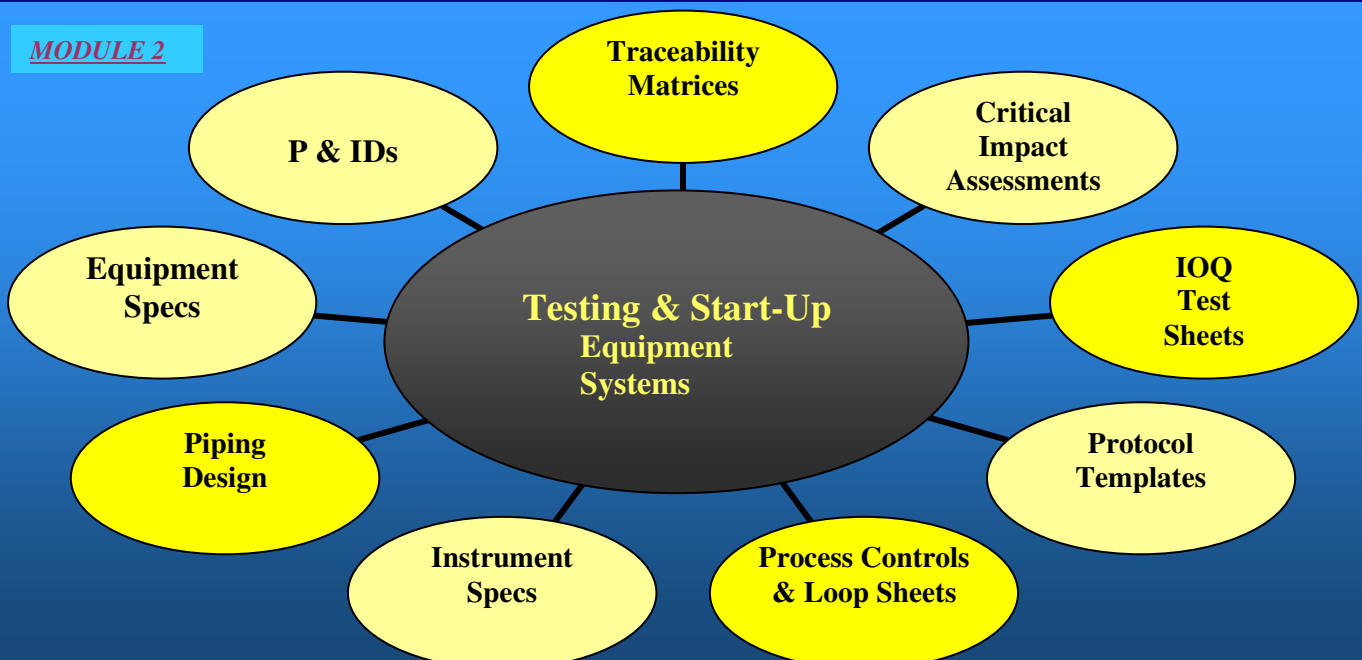 MODULE 2
Traceability
Matrices
P & IDs
Critical
Impact
Assessments
Equipment
Specs
IOQ
Test
Sheets
Testing & Start-Up
Equipment
Systems
Piping
Design
Protocol
Templates
Instrument
Specs
Process Controls
& Loop Sheets